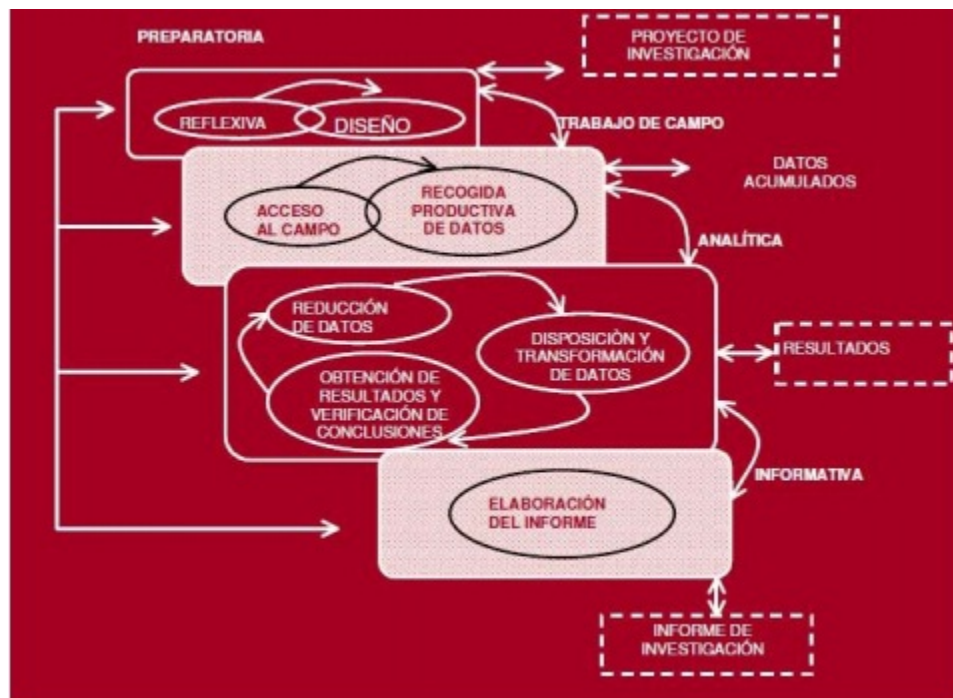 PREPARATORIA
PROYECTO DE
INVESTIGACIÓN
REFLEXIVA
DISEÑO
TRABAJO DE CAMPO
DATOS
ACUMULADOS
ACCESO
AL CAMPO
RECOGIDA
PRODUCTIVA
DE DATOS
ANALÍTICA
REDUCCIÓN
DE DATOS
DISPOSICIÒN Y
TRANSFORMACIÓN
DE DATOS
RESULTADOS
OBTENCIÓN DE
RESULTADOS Y
VERIFICACIÓN DE
CONCLUSIONES
INFORMATIVA
ELABORACIÓN
DEL INFORME
INFORME DE
INVESTIGACIÓN